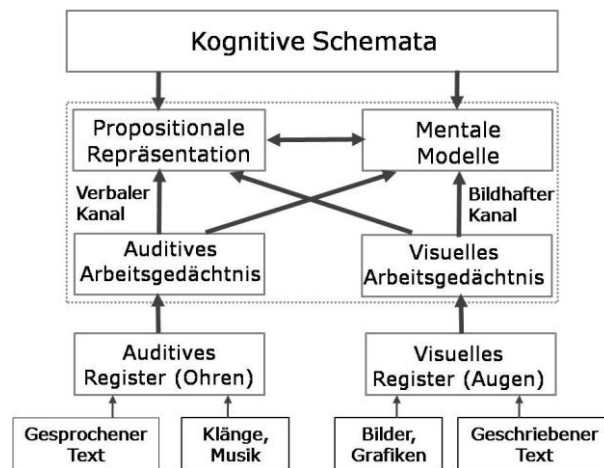 Kognitive Schemata
Propositionale
Repräsentation
Mentale
Modelle
Verbaler
Kanal
Bildhafter
Kanal
Auditives
Arbeitsgedächtnis
Visuelles
Arbeitsgedächtnis
Auditives
Register (Ohren)
Visuelles
Register (Augen)
Gesprochener
Text
Klänge,
Musik
Bilder,
Grafiken
Geschriebener
Text